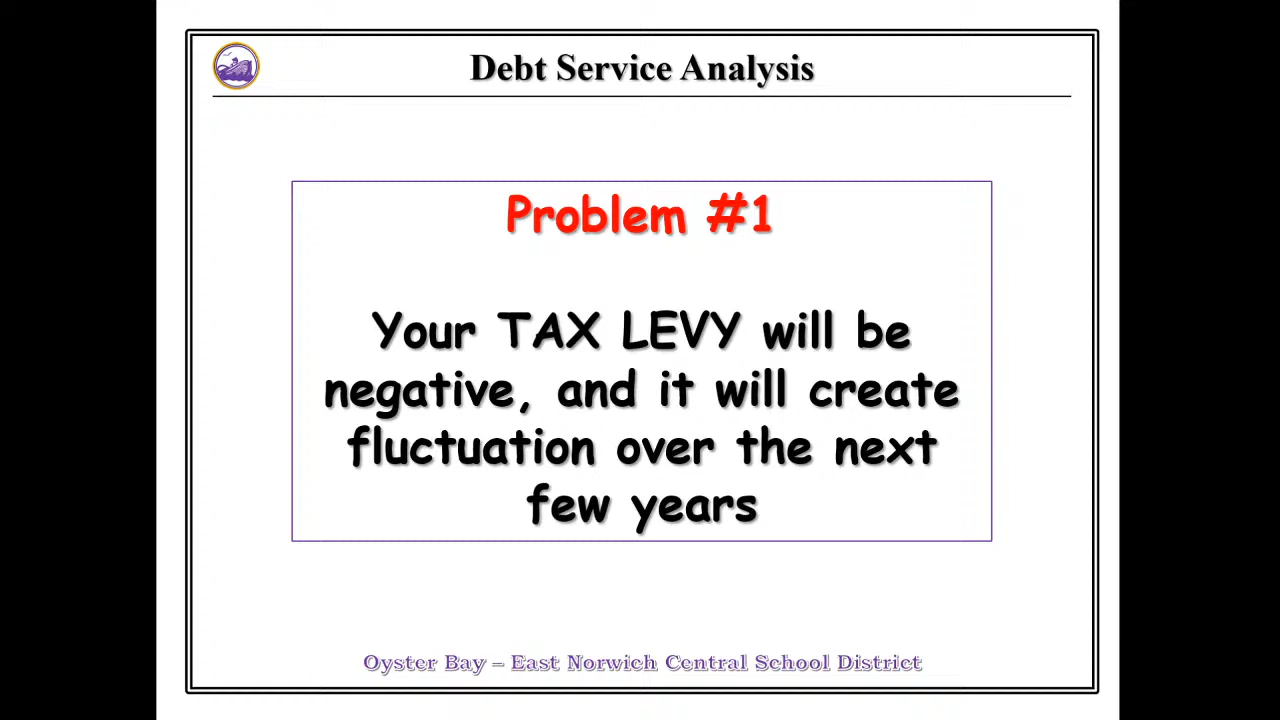 Debt Service Analysis
Problem #1
Your TAX LEVY will be
negative, and it will create
fluctuation over the next
few years
Oyster Bay – East Norwich Central School District